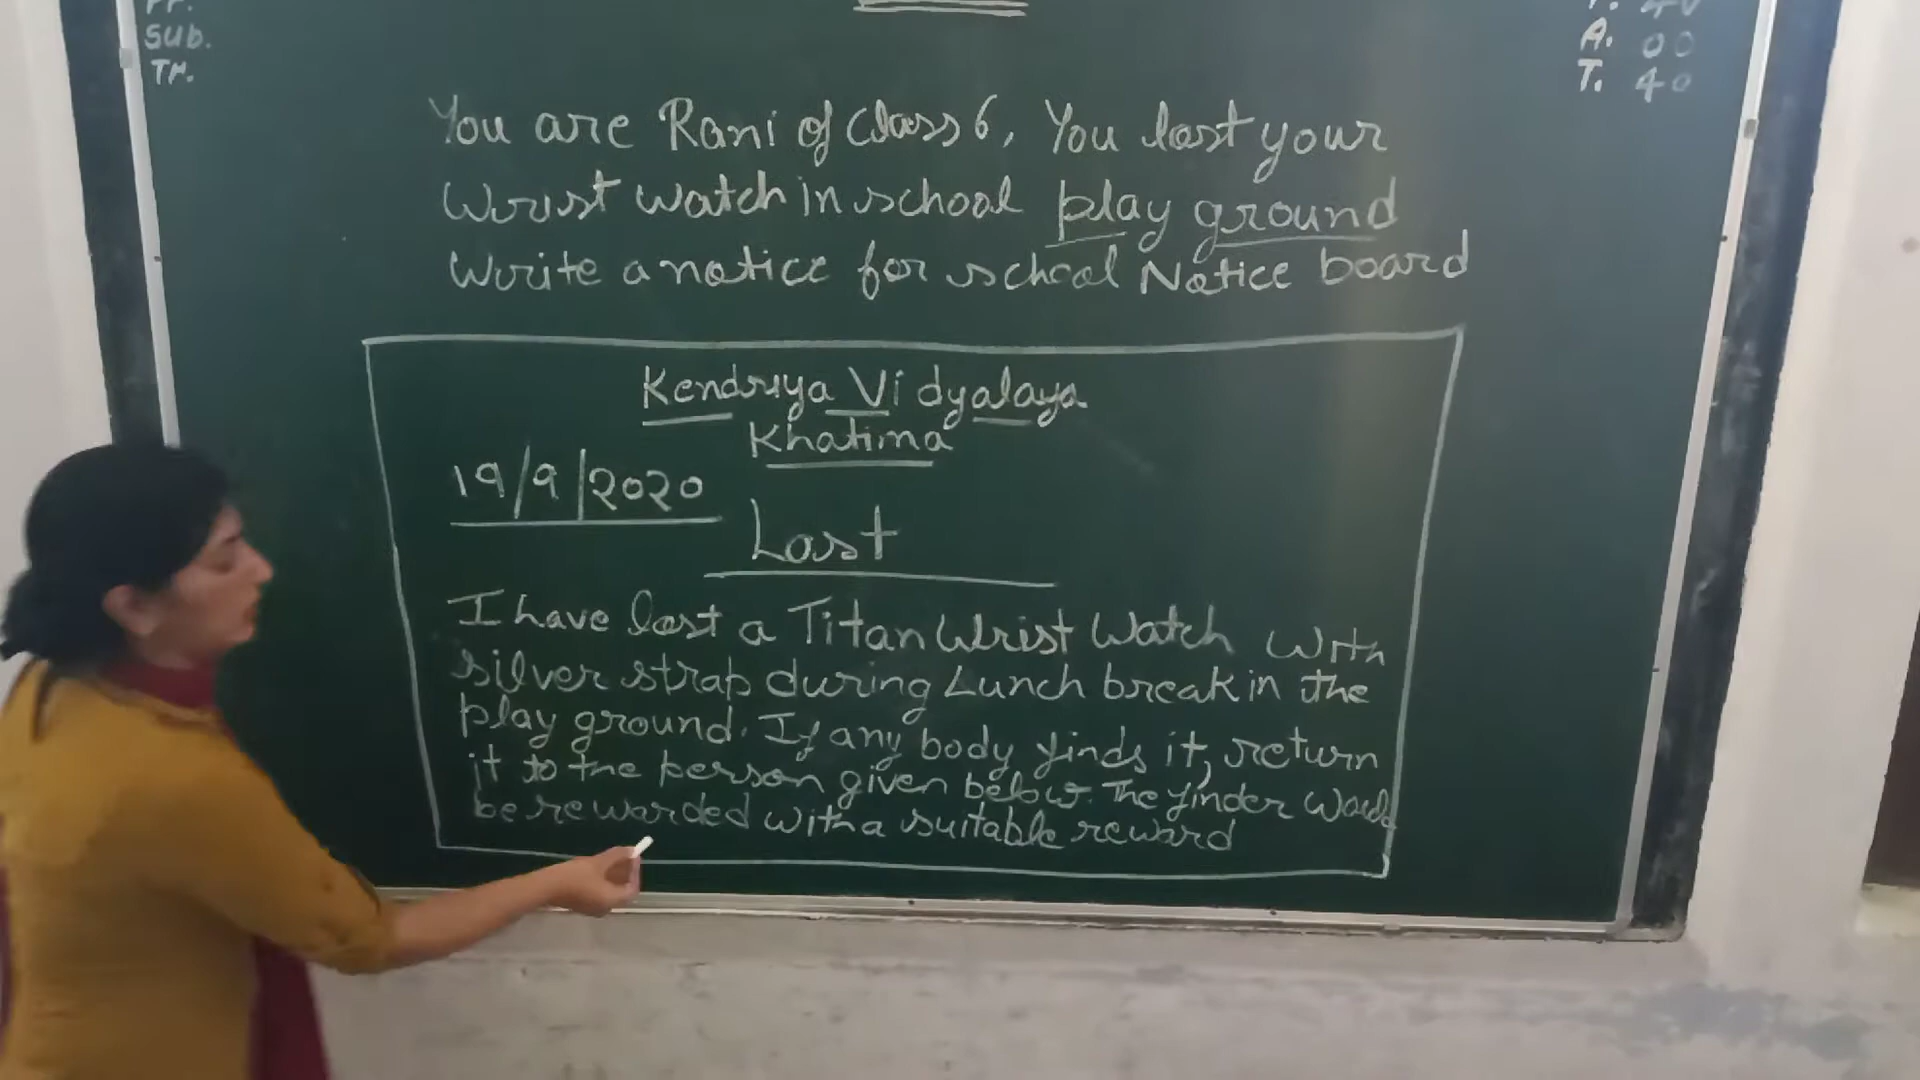 Sub.
Tr.
A. 00
T. 40
You are Rani of class 6, You lost your
Wrist watch in school play ground
Write a notice for school Notice board
Kendriya Vidyalaya
Khatima
19/9/2020
Lost
I have lost a Titan Wrist Watch With
silver strap during Lunch break in the
play ground. If any body finds it, return
it to the person given below. The finder Would
be rewarded with a suitable reward